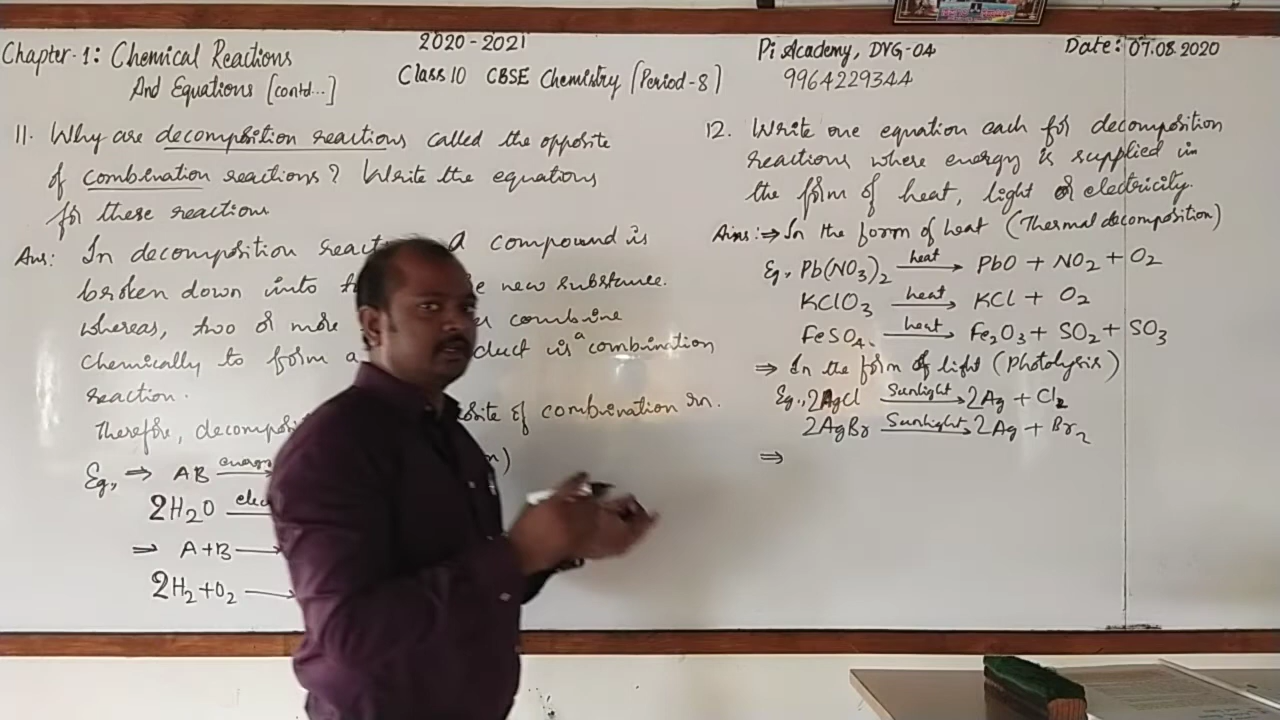 Chapter-1: Chemical Reactions
And Equations [contd...]
2020-2021
Class 10 CBSE Chemistry [Period-8]
Pi Academy, DVG-04
9964229344
Date: 07.08.2020
11. Why are decomposition reactions called the opposite
of combination reactions? Write the equations
for these reactions
Ans: In decomposition a compound is
broken down into new substance.
whereas, two or more combine
chemically to form a is a combination
reaction.
Therefore, of combination rn.
Eg, ⇒ AB
2H₂O
⇒ A+B →
2H₂+O₂ →
12. Write one equation each for decomposition
reactions where energy is supplied in
the form of heat, light or electricity.
Ans: ⇒ In the form of heat (Thermal decomposition)
Eg, Pb(NO₃)₂ heat → PbO + NO₂ + O₂
KClO₃ heat → KCl + O₂
FeSO₄ heat → Fe₂O₃ + SO₂ + SO₃
⇒ In the form of light (Photolysis)
Eg., 2AgCl Sunlight → 2Ag + Cl₂
2AgBr Sunlight → 2Ag + Br₂
⇒